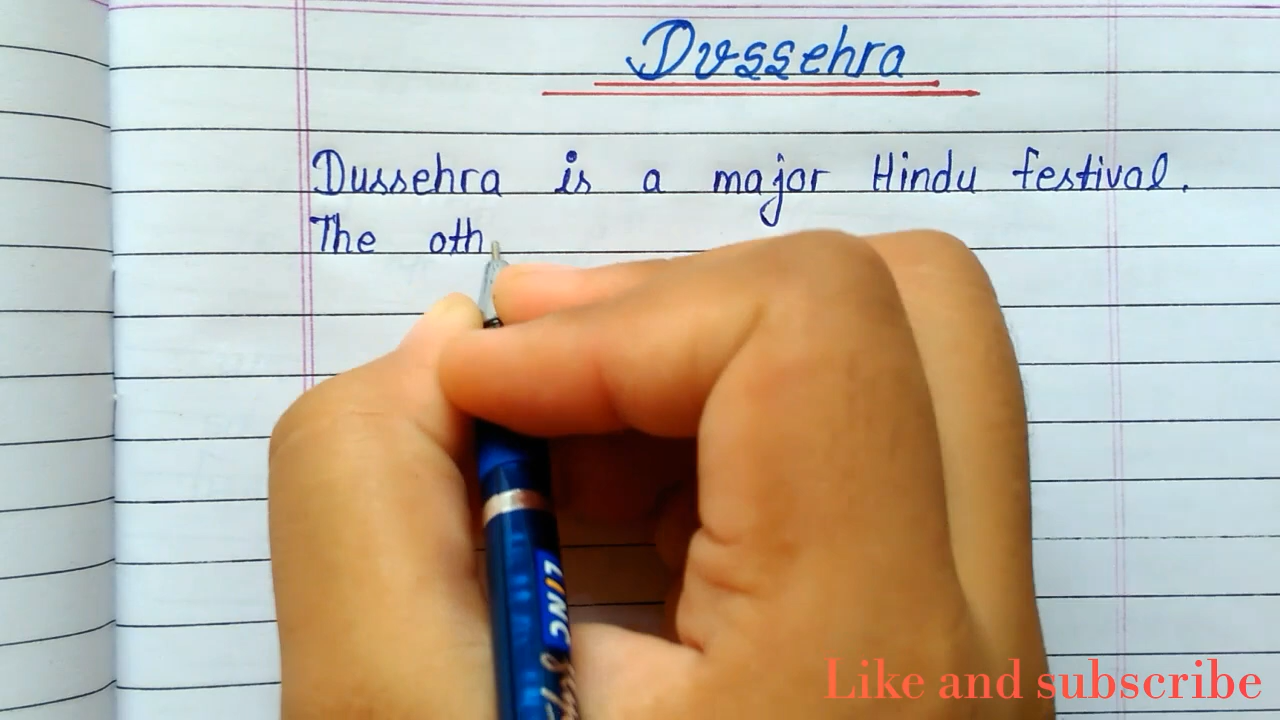 Dussehra
Dussehra is a major Hindu festival.
The oth
LINC
Like and subscribe